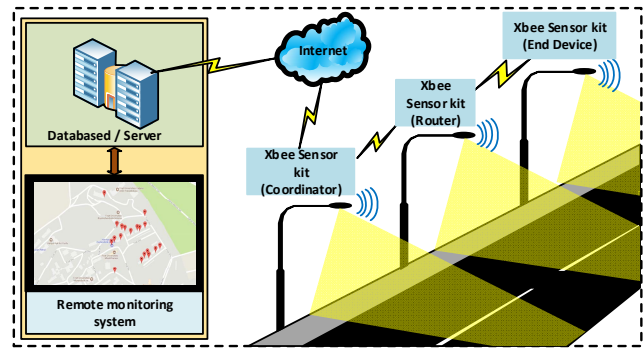 Databased / Server
Remote monitoring
system
Internet
Xbee Sensor
kit
(Coordinator)
Xbee
Sensor kit
(Router)
Xbee Sensor kit
(End Device)